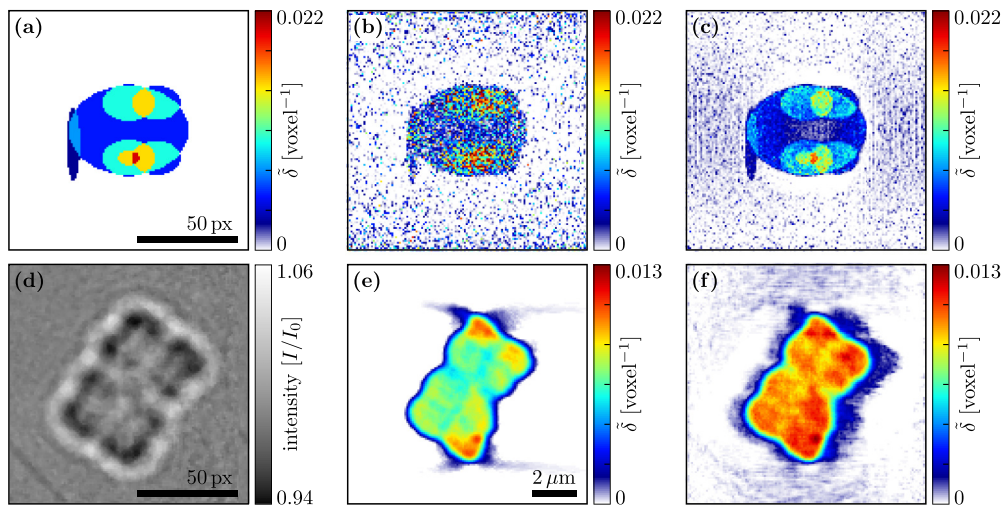 (a)
50 px
0.022
δ̃ [voxel⁻¹]
0
(b)
0.022
δ̃ [voxel⁻¹]
0
(c)
0.022
δ̃ [voxel⁻¹]
0
(d)
50 px
1.06
intensity [I/I₀]
0.94
(e)
2 μm
0.013
δ̃ [voxel⁻¹]
0
(f)
0.013
δ̃ [voxel⁻¹]
0